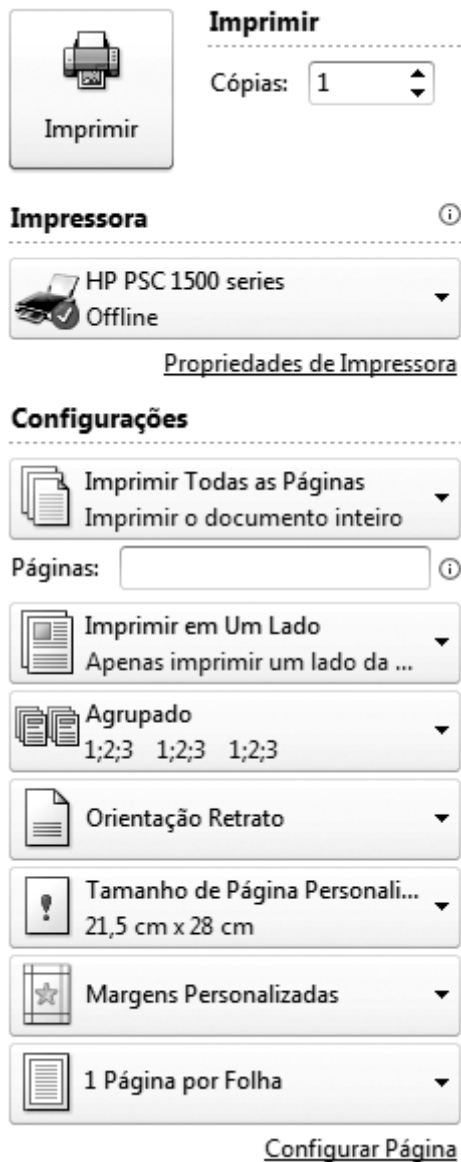 Imprimir
Cópias: 1
Imprimir
Impressora
HP PSC 1500 series
Offline
Propriedades de Impressora
Configurações
Imprimir Todas as Páginas
Imprimir o documento inteiro
Páginas:
Imprimir em Um Lado
Apenas imprimir um lado da ...
Agrupado
1;2;3 1;2;3 1;2;3
Orientação Retrato
Tamanho de Página Personali...
21,5 cm x 28 cm
Margens Personalizadas
1 Página por Folha
Configurar Página